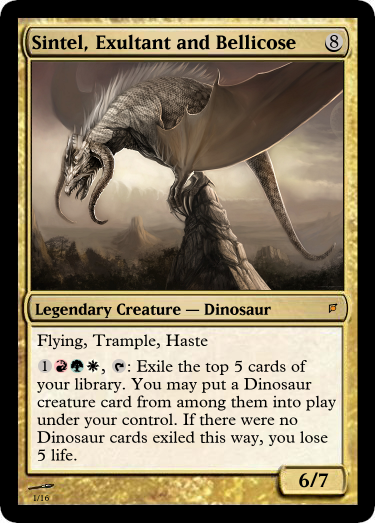 Sintel, Exultant and Bellicose 8
Legendary Creature — Dinosaur
Flying, Trample, Haste
1, : Exile the top 5 cards of
your library. You may put a Dinosaur
creature card from among them into play
under your control. If there were no
Dinosaur cards exiled this way, you lose
5 life.
6/7
1/16